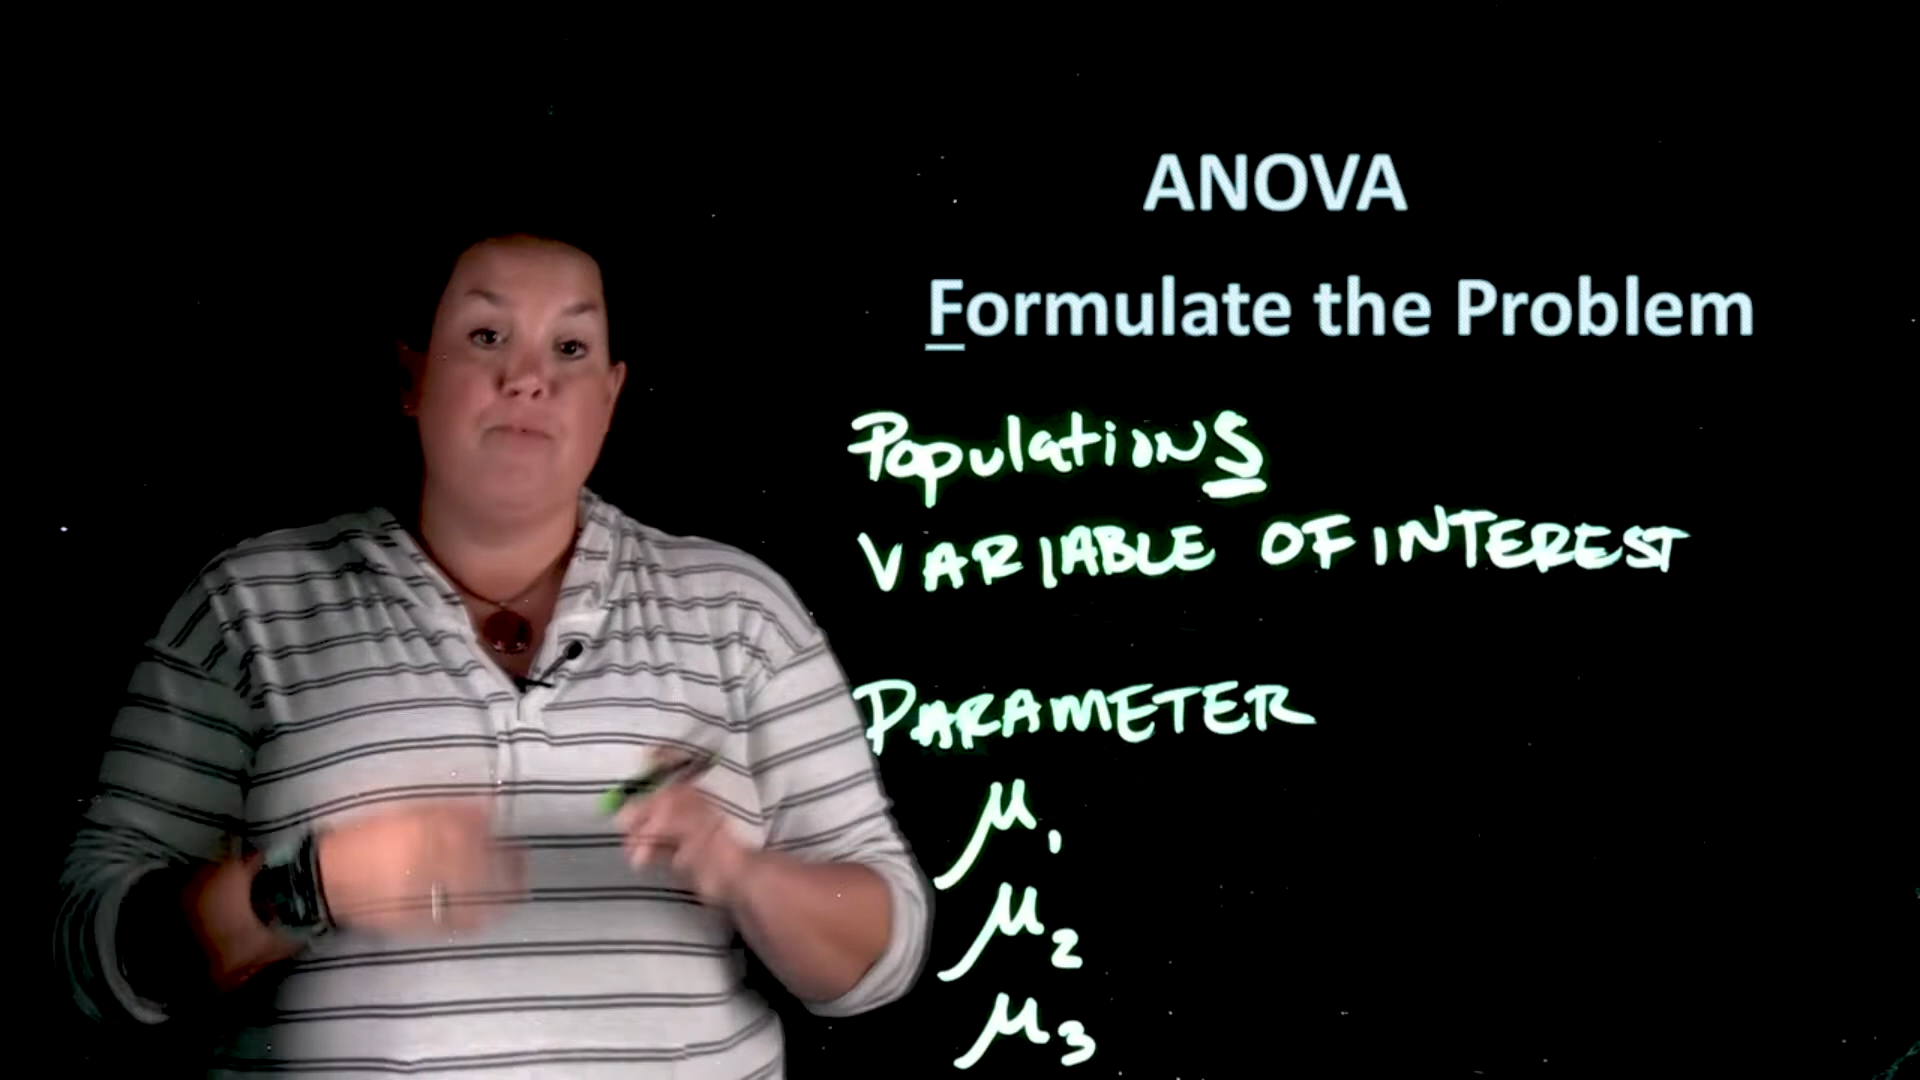 ANOVA
Formulate the Problem
PopulationS
VARIABLE OF INTEREST
PARAMETER
μ1
μ2
μ3